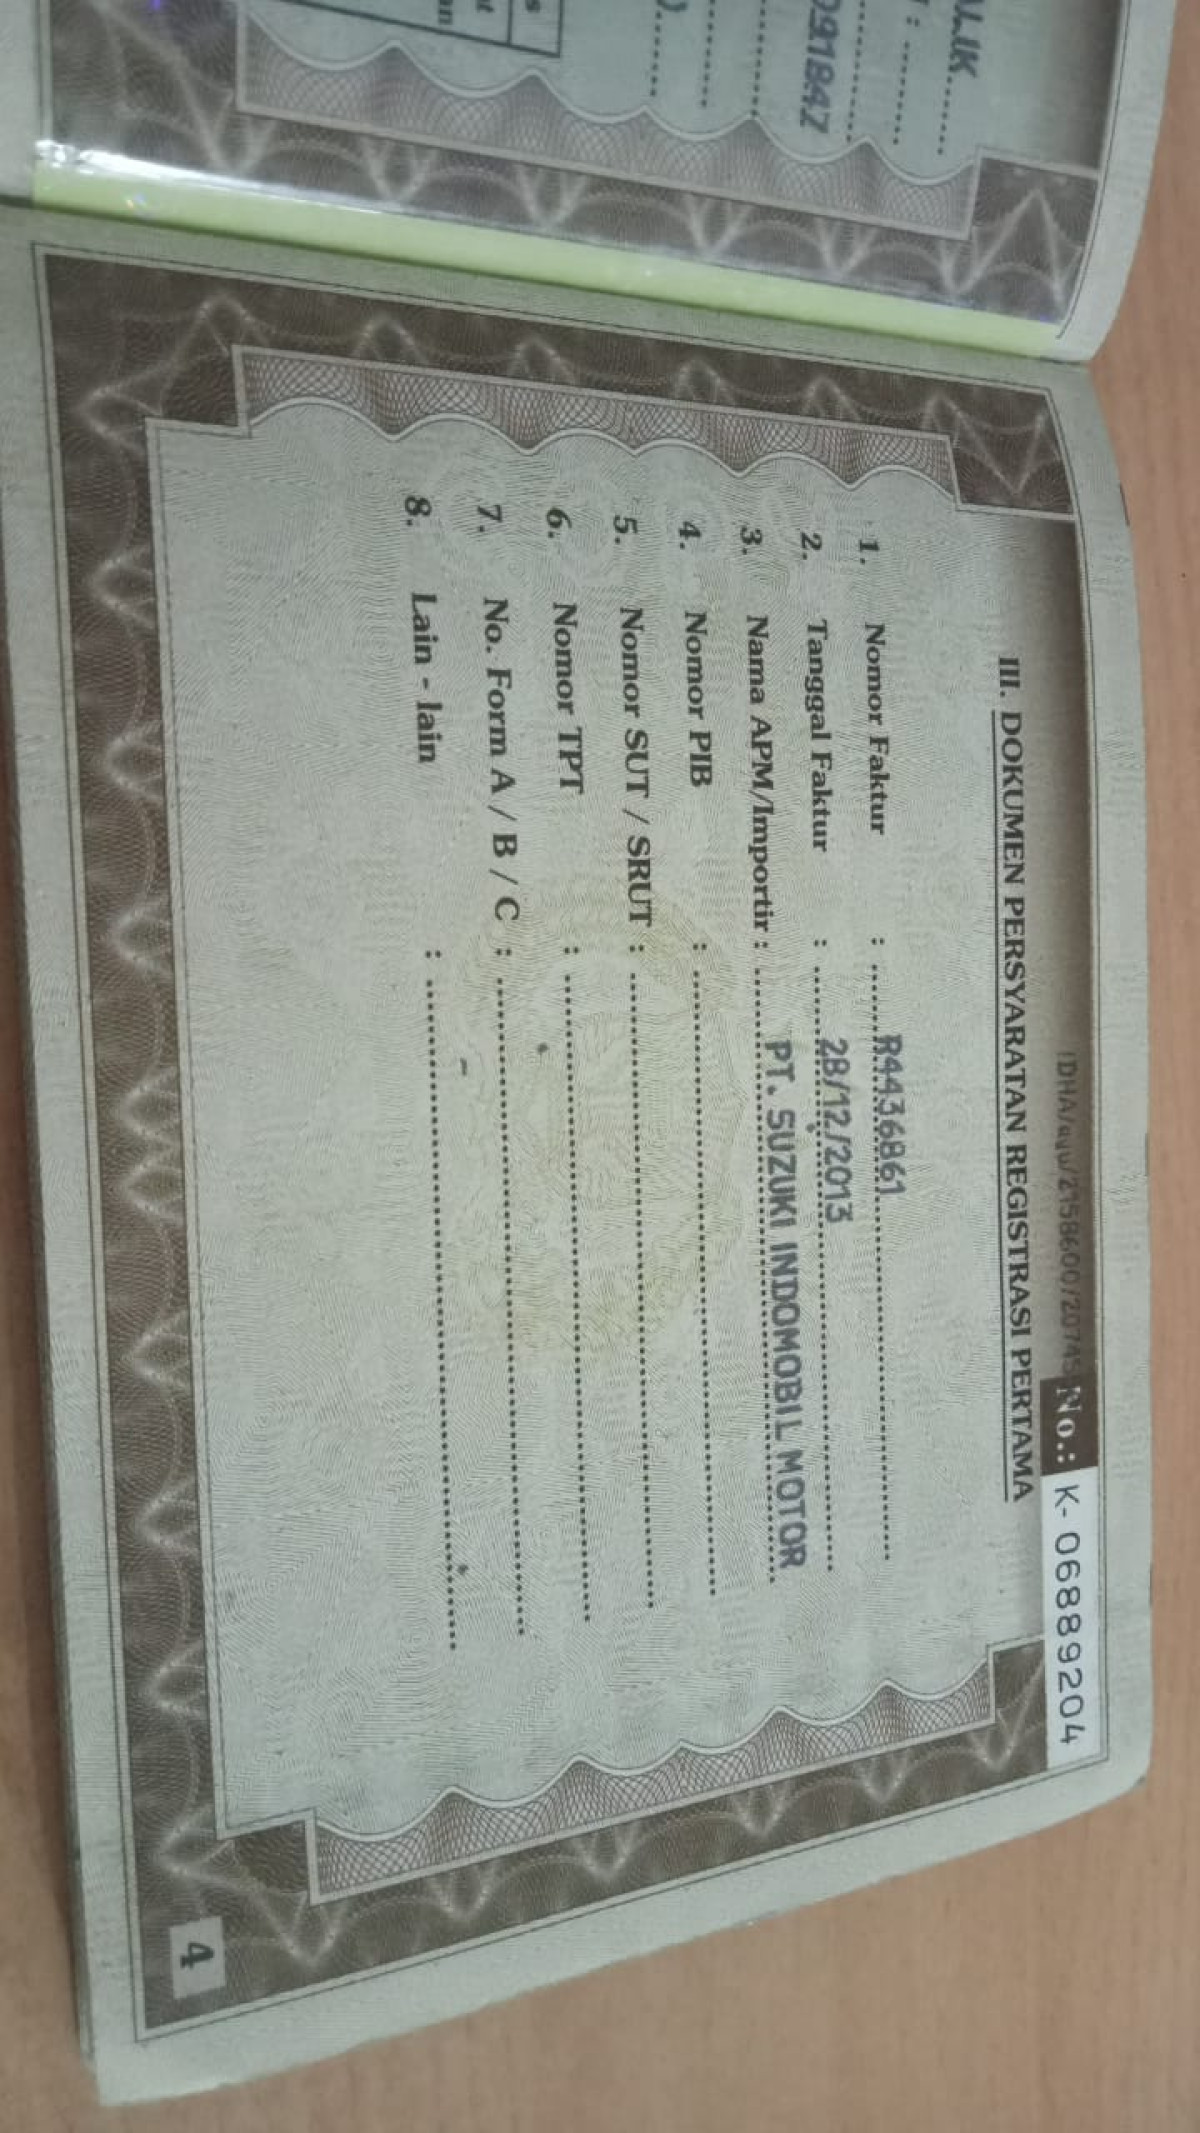 No.: K-06889204
III. DOKUMEN PERSYARATAN REGISTRASI PERTAMA
1. Nomor Faktur : R4436861
2. Tanggal Faktur : 28/12/2013
3. Nama APM/Importir : PT. SUZUKI INDOMOBIL MOTOR
4. Nomor PIB :
5. Nomor SUT / SRUT :
6. Nomor TPT :
7. No. Form A / B / C :
8. Lain - lain : -
4